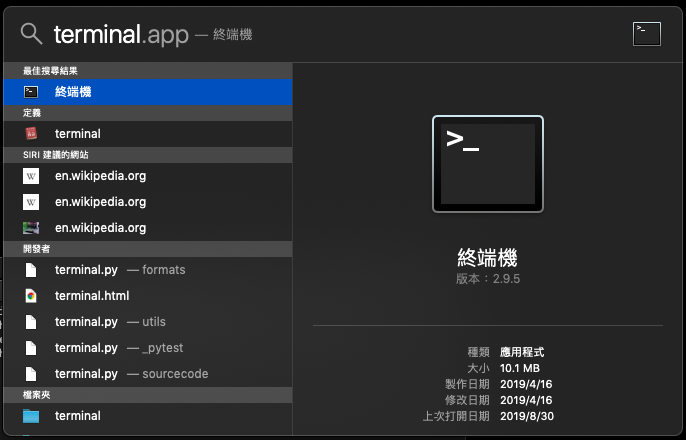 terminal.app — 終端機
最佳搜尋結果
終端機
定義
terminal
SIRI 建議的網站
en.wikipedia.org
en.wikipedia.org
en.wikipedia.org
開發者
terminal.py — formats
terminal.html
terminal.py — utils
terminal.py — _pytest
terminal.py — sourcecode
檔案夾
terminal
>_
終端機
版本：2.9.5
種類 應用程式
大小 10.1 MB
製作日期 2019/4/16
修改日期 2019/4/16
上次打開日期 2019/8/30